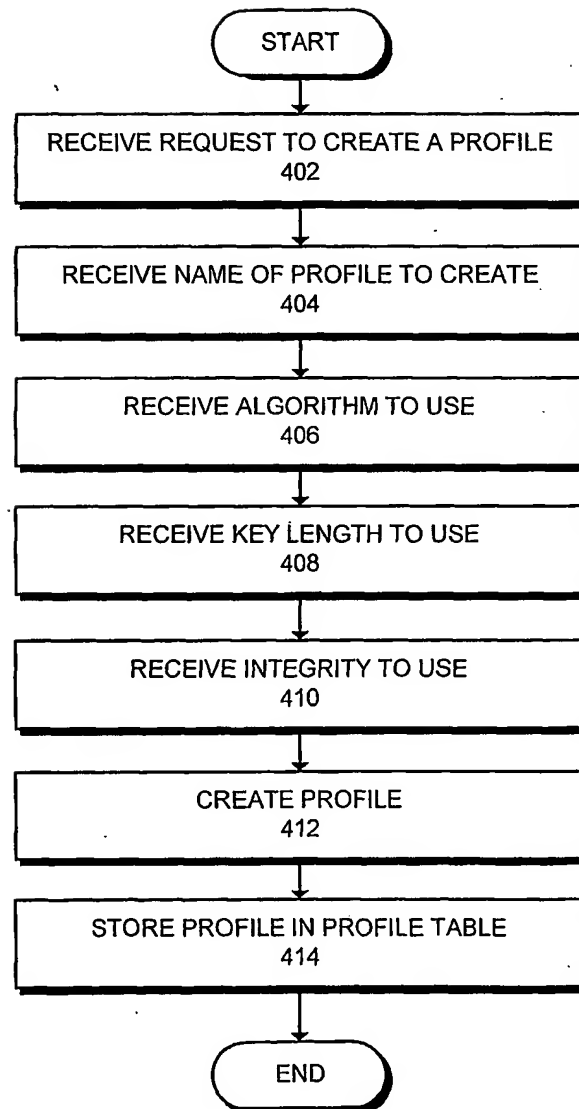 START
RECEIVE REQUEST TO CREATE A PROFILE
402
RECEIVE NAME OF PROFILE TO CREATE
404
RECEIVE ALGORITHM TO USE
406
RECEIVE KEY LENGTH TO USE
408
RECEIVE INTEGRITY TO USE
410
CREATE PROFILE
412
STORE PROFILE IN PROFILE TABLE
414
END